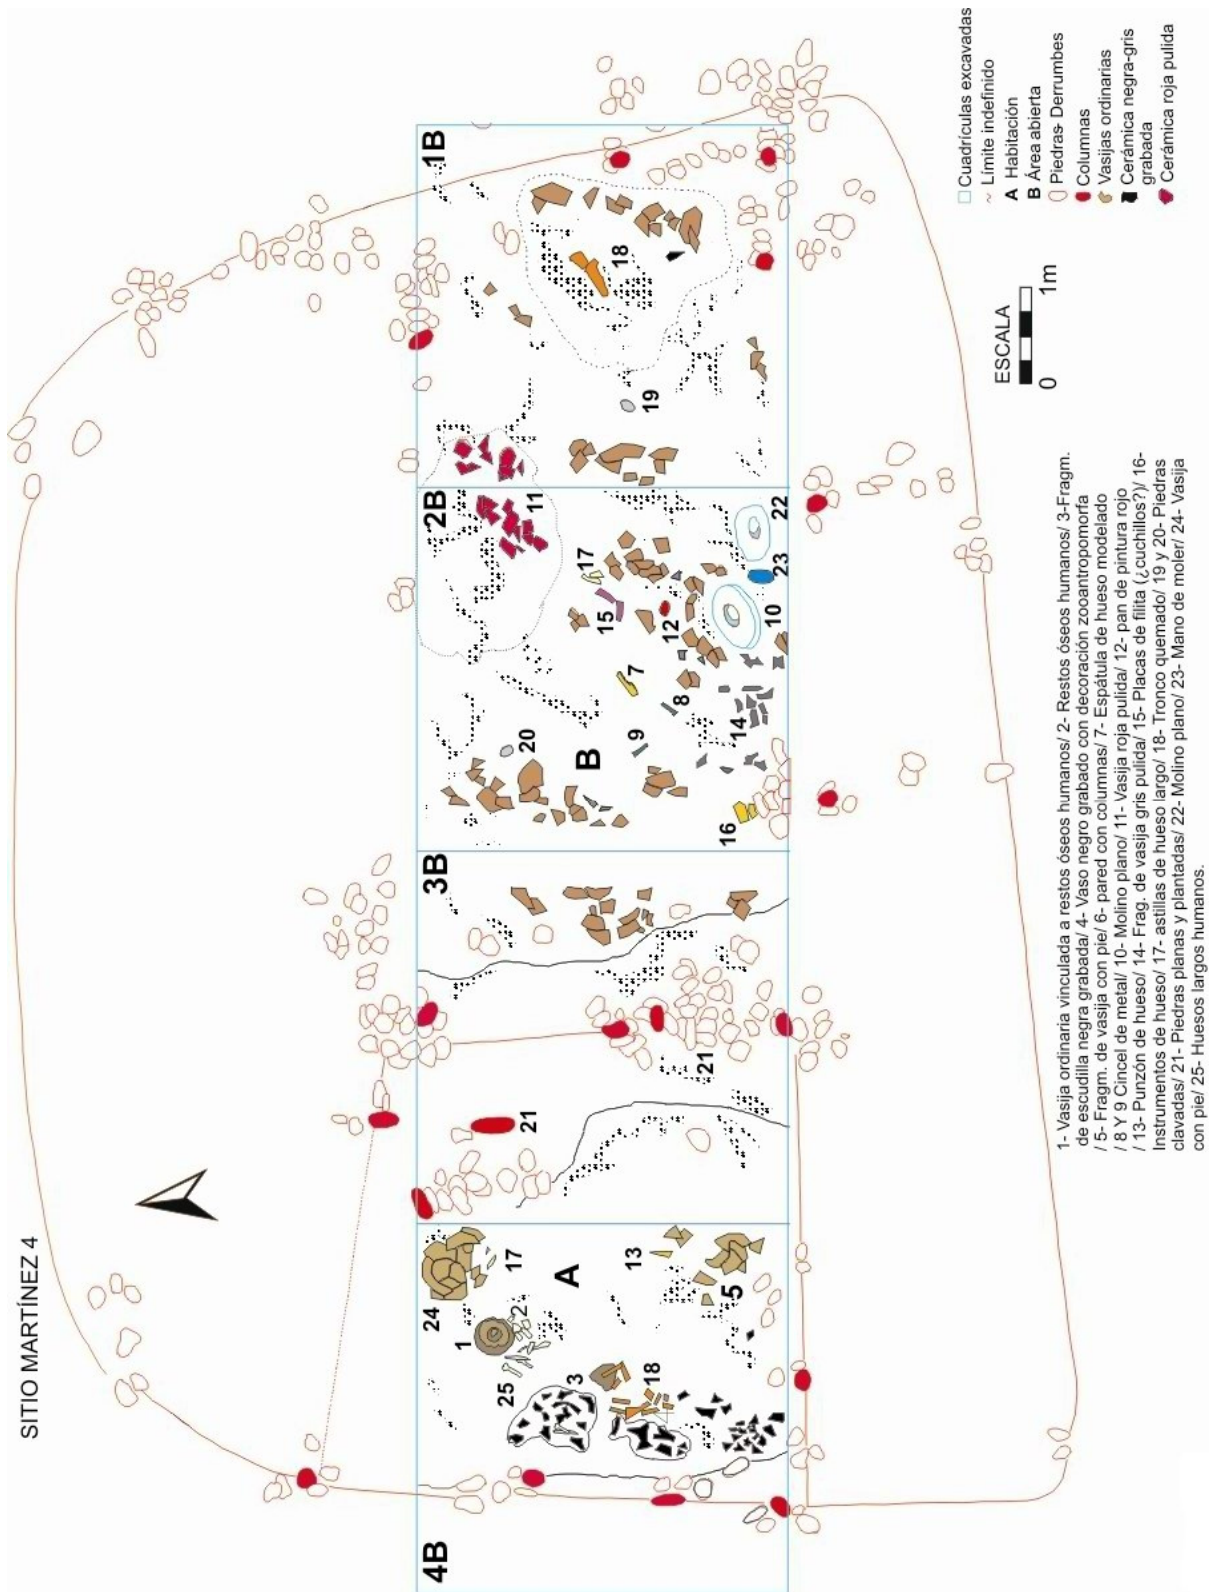 SITIO MARTÍNEZ 4
4B
3B
2B
1B
24
17
1
2
25
3
18
A
13
5
21
21
20
B
9
16
7
8
14
15
17
12
11
10
23
22
19
18
ESCALA
0
1m
Cuadrículas excavadas
Límite indefinido
A Habitación
B Área abierta
Piedras- Derrumbes
Columnas
Vasijas ordinarias
Cerámica negra-gris
grabada
Cerámica roja pulida
1- Vasija ordinaria vinculada a restos óseos humanos/ 2- Restos óseos humanos/ 3-Fragm.
de escudilla negra grabada/ 4- Vaso negro grabado con decoración zooantropomorfa
/ 5- Fragm. de vasija con pie/ 6- pared con columnas/ 7- Espátula de hueso modelado
/ 8 Y 9 Cincel de metal/ 10- Molino plano/ 11- Vasija roja pulida/ 12- pan de pintura rojo
/ 13- Punzón de hueso/ 14- Frag. de vasija gris pulida/ 15- Placas de filita (¿cuchillos?)/ 16-
Instrumentos de hueso/ 17- astillas de hueso largo/ 18- Tronco quemado/ 19 y 20- Piedras
clavadas/ 21- Piedras planas y plantadas/ 22- Molino plano/ 23- Mano de moler/ 24- Vasija
con pie/ 25- Huesos largos humanos.